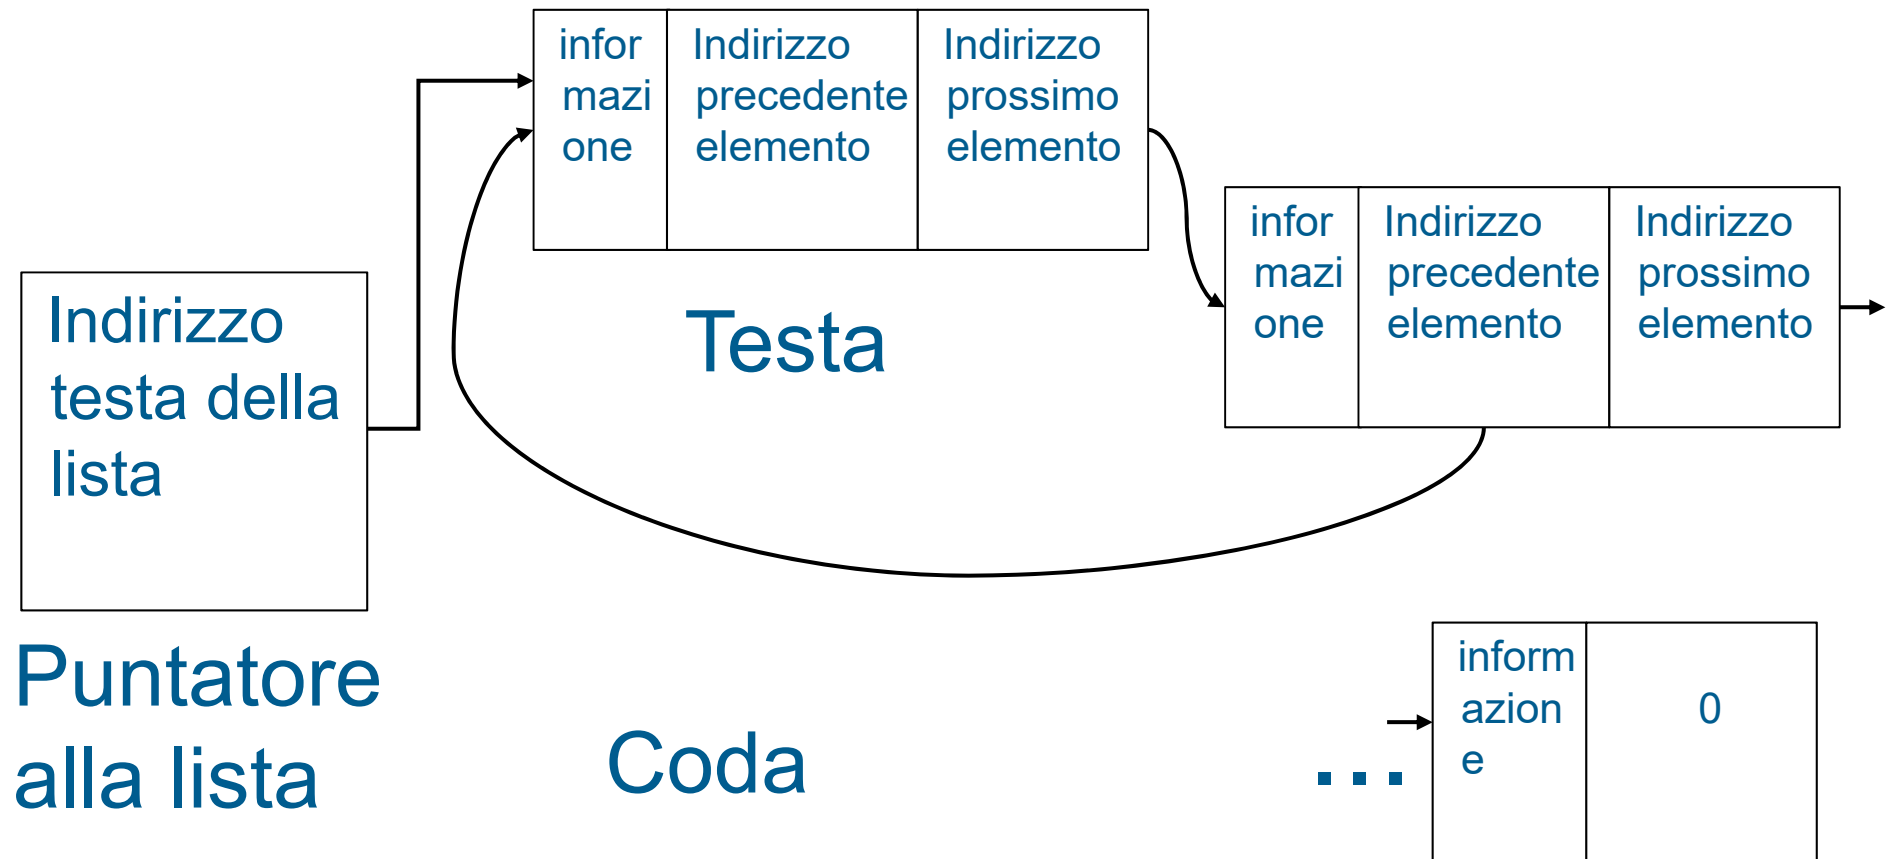 infor
mazi
one
Indirizzo
precedente
elemento
Indirizzo
prossimo
elemento
infor
mazi
one
Indirizzo
precedente
elemento
Indirizzo
prossimo
elemento
Indirizzo
testa della
lista
Testa
Puntatore
alla lista
Coda
...
inform
azion
e
0